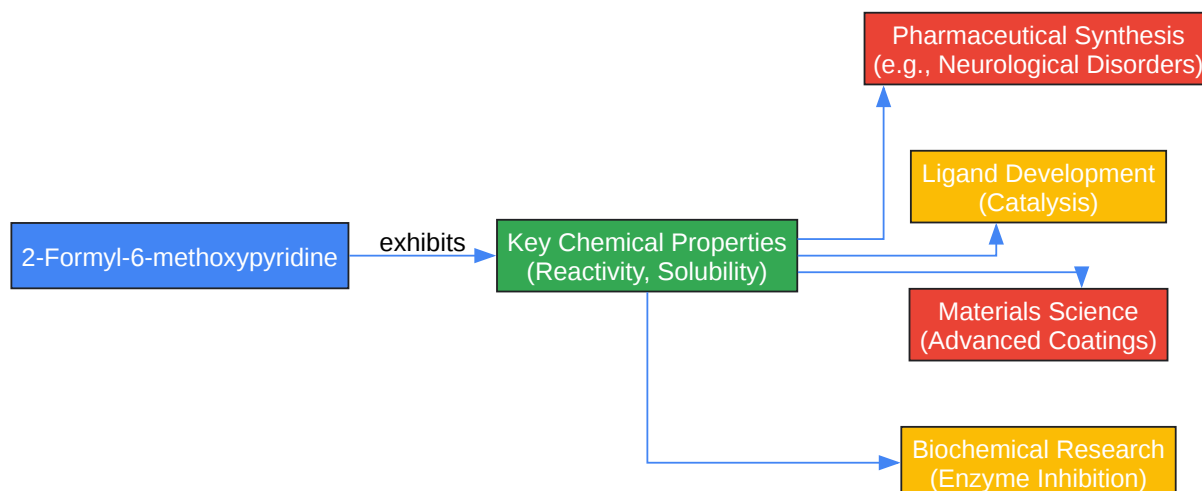 Pharmaceutical Synthesis
(e.g., Neurological Disorders)
Ligand Development
(Catalysis)
2-Formyl-6-methoxypyridine
exhibits
Key Chemical Properties
(Reactivity, Solubility)
Materials Science
(Advanced Coatings)
Biochemical Research
(Enzyme Inhibition)